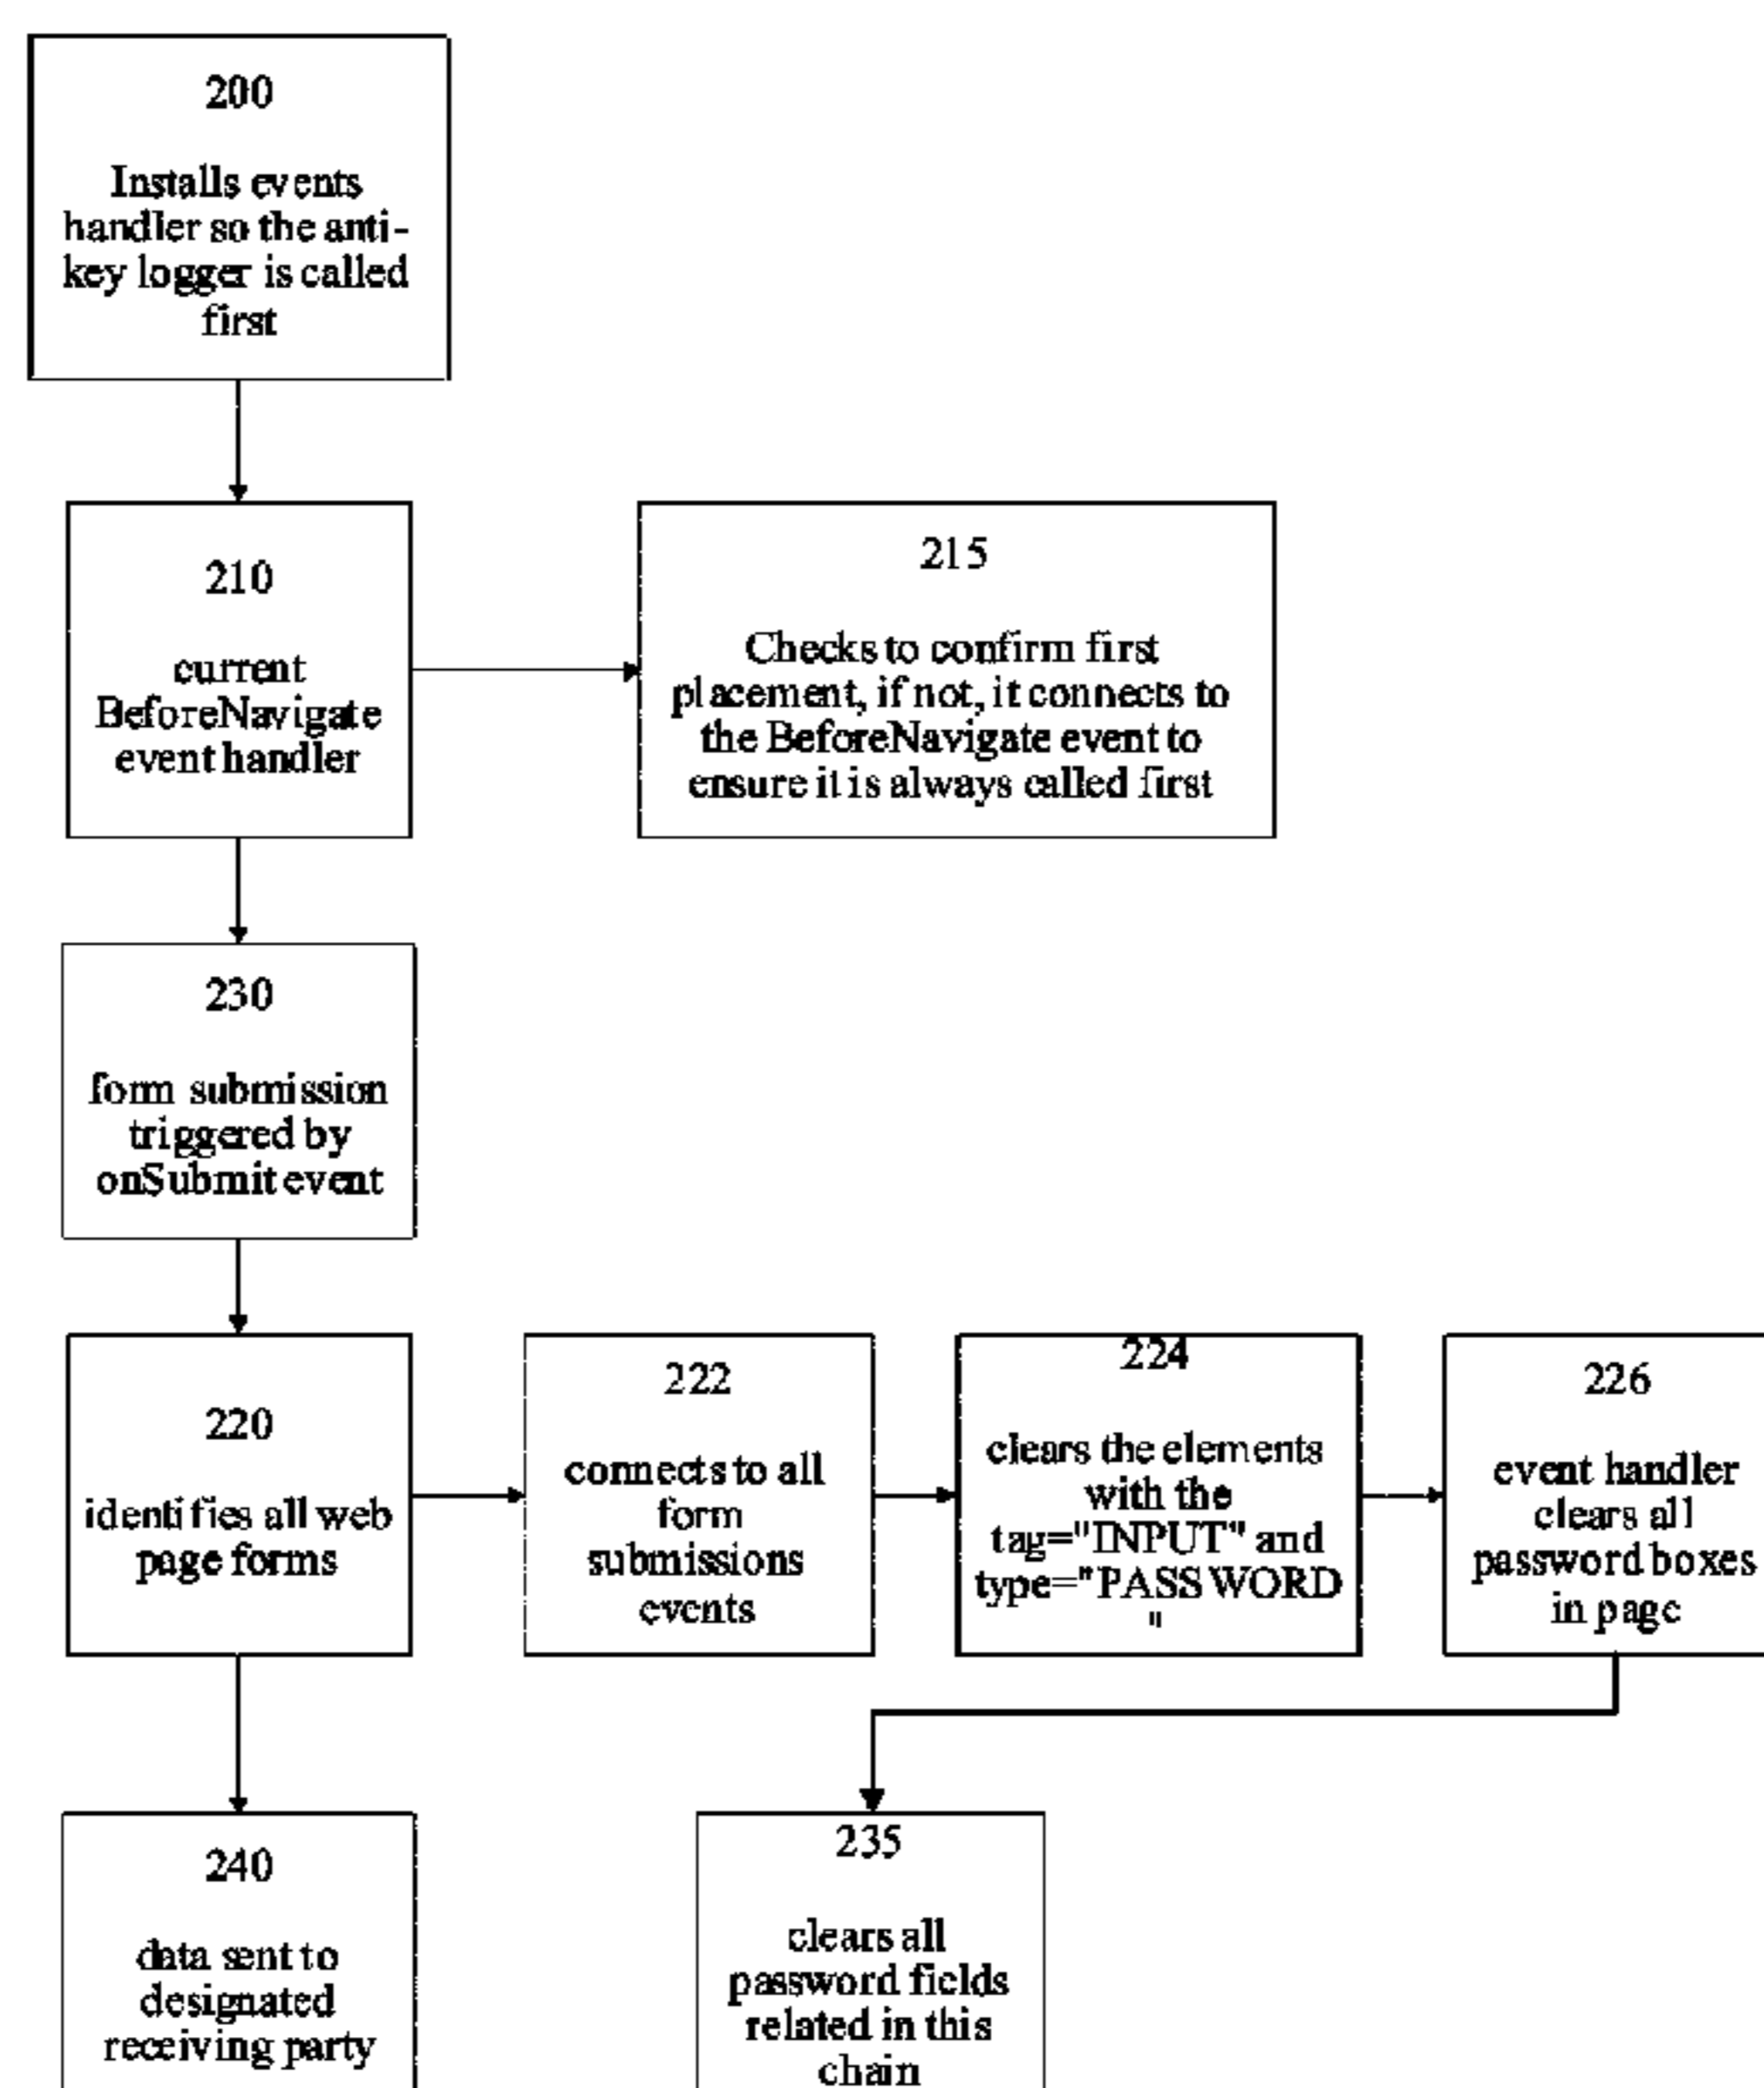 200
Installs events
handler so the anti-
key logger is called
first
210
current
BeforeNavigate
event handler
215
Checks to confirm first
placement, if not, it connects to
the BeforeNavigate event to
ensure it is always called first
230
form submission
triggered by
onSubmit event
220
identifies all web
page forms
222
connects to all
form
submissions
events
224
clears the elements
with the
tag="INPUT" and
type="PASSWORD
"
226
event handler
clears all
password boxes
in page
240
data sent to
designated
receiving party
235
clears all
password fields
related in this
chain